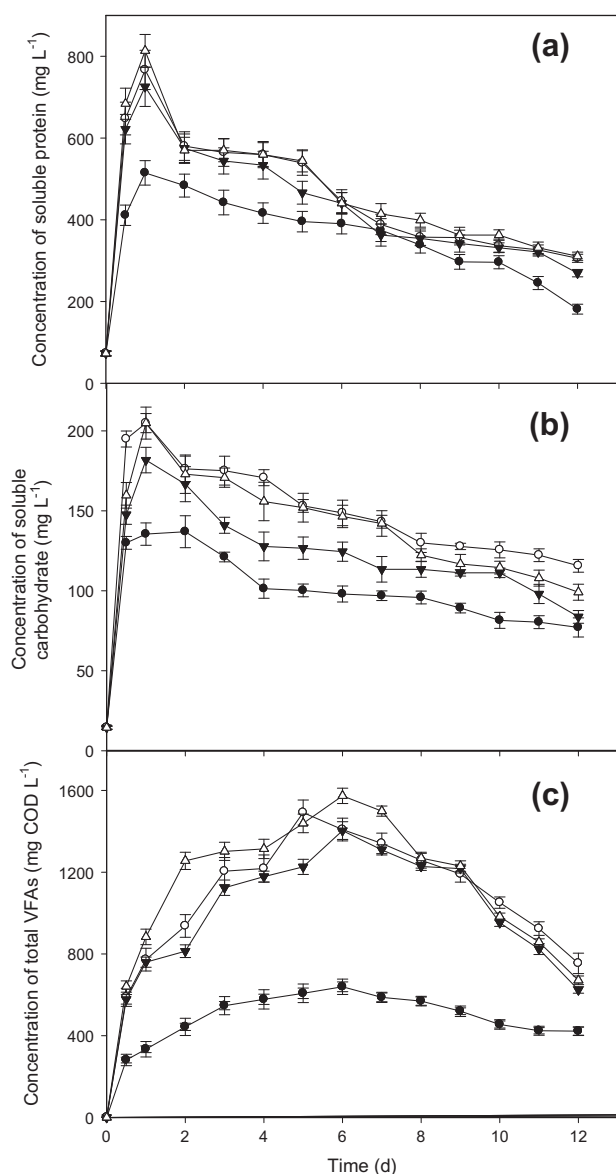 (a)
Concentration of soluble protein (mg L-1)
800
600
400
200
0
(b)
Concentration of soluble
carbohydrate (mg L-1)
200
150
100
50
0
(c)
Concentration of total VFAs (mg COD L-1)
1600
1200
800
400
0
0 2 4 6 8 10 12
Time (d)